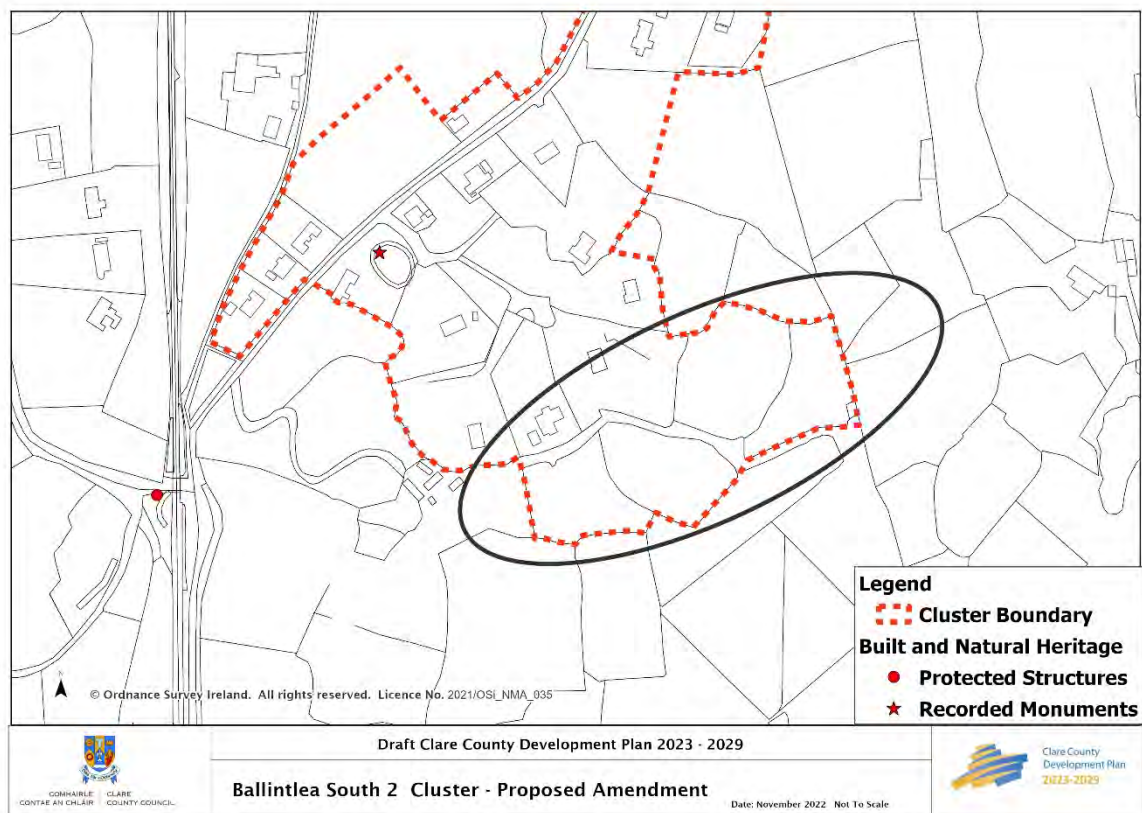 Legend
Cluster Boundary
Built and Natural Heritage
Protected Structures
Recorded Monuments
N
© Ordnance Survey Ireland. All rights reserved. Licence No. 2021/OSi_NMA_035
Draft Clare County Development Plan 2023 - 2029
COMHAIRLE CONTAE AN CHLÁIR
CLARE COUNTY COUNCIL
Ballintlea South 2 Cluster - Proposed Amendment
Date: November 2022 Not To Scale
Clare County
Development Plan
2023-2029